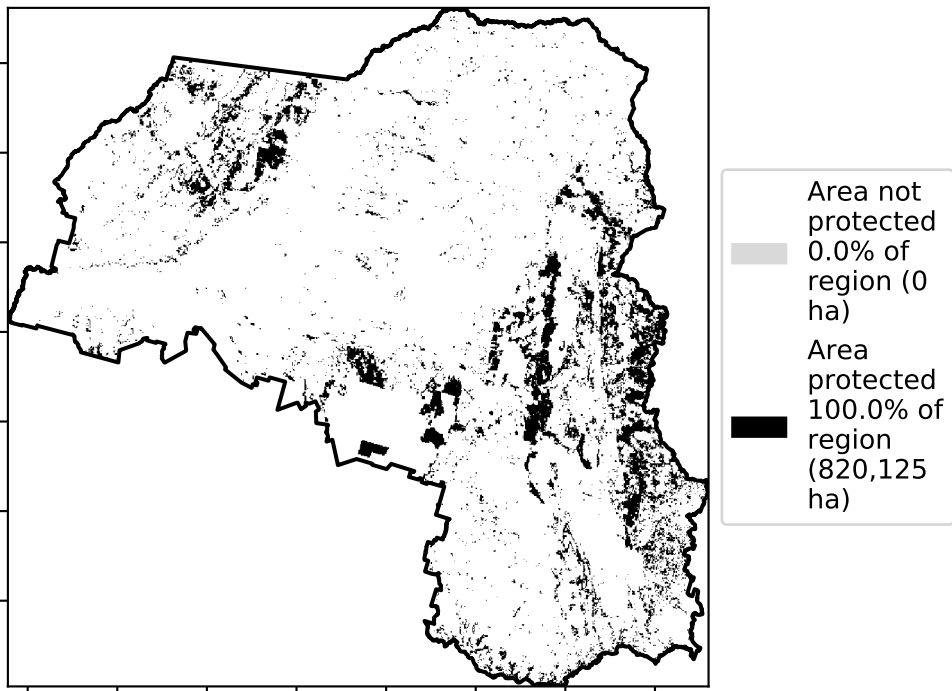 Area not
protected
0.0% of
region (0
ha)
Area
protected
100.0% of
region
(820,125
ha)